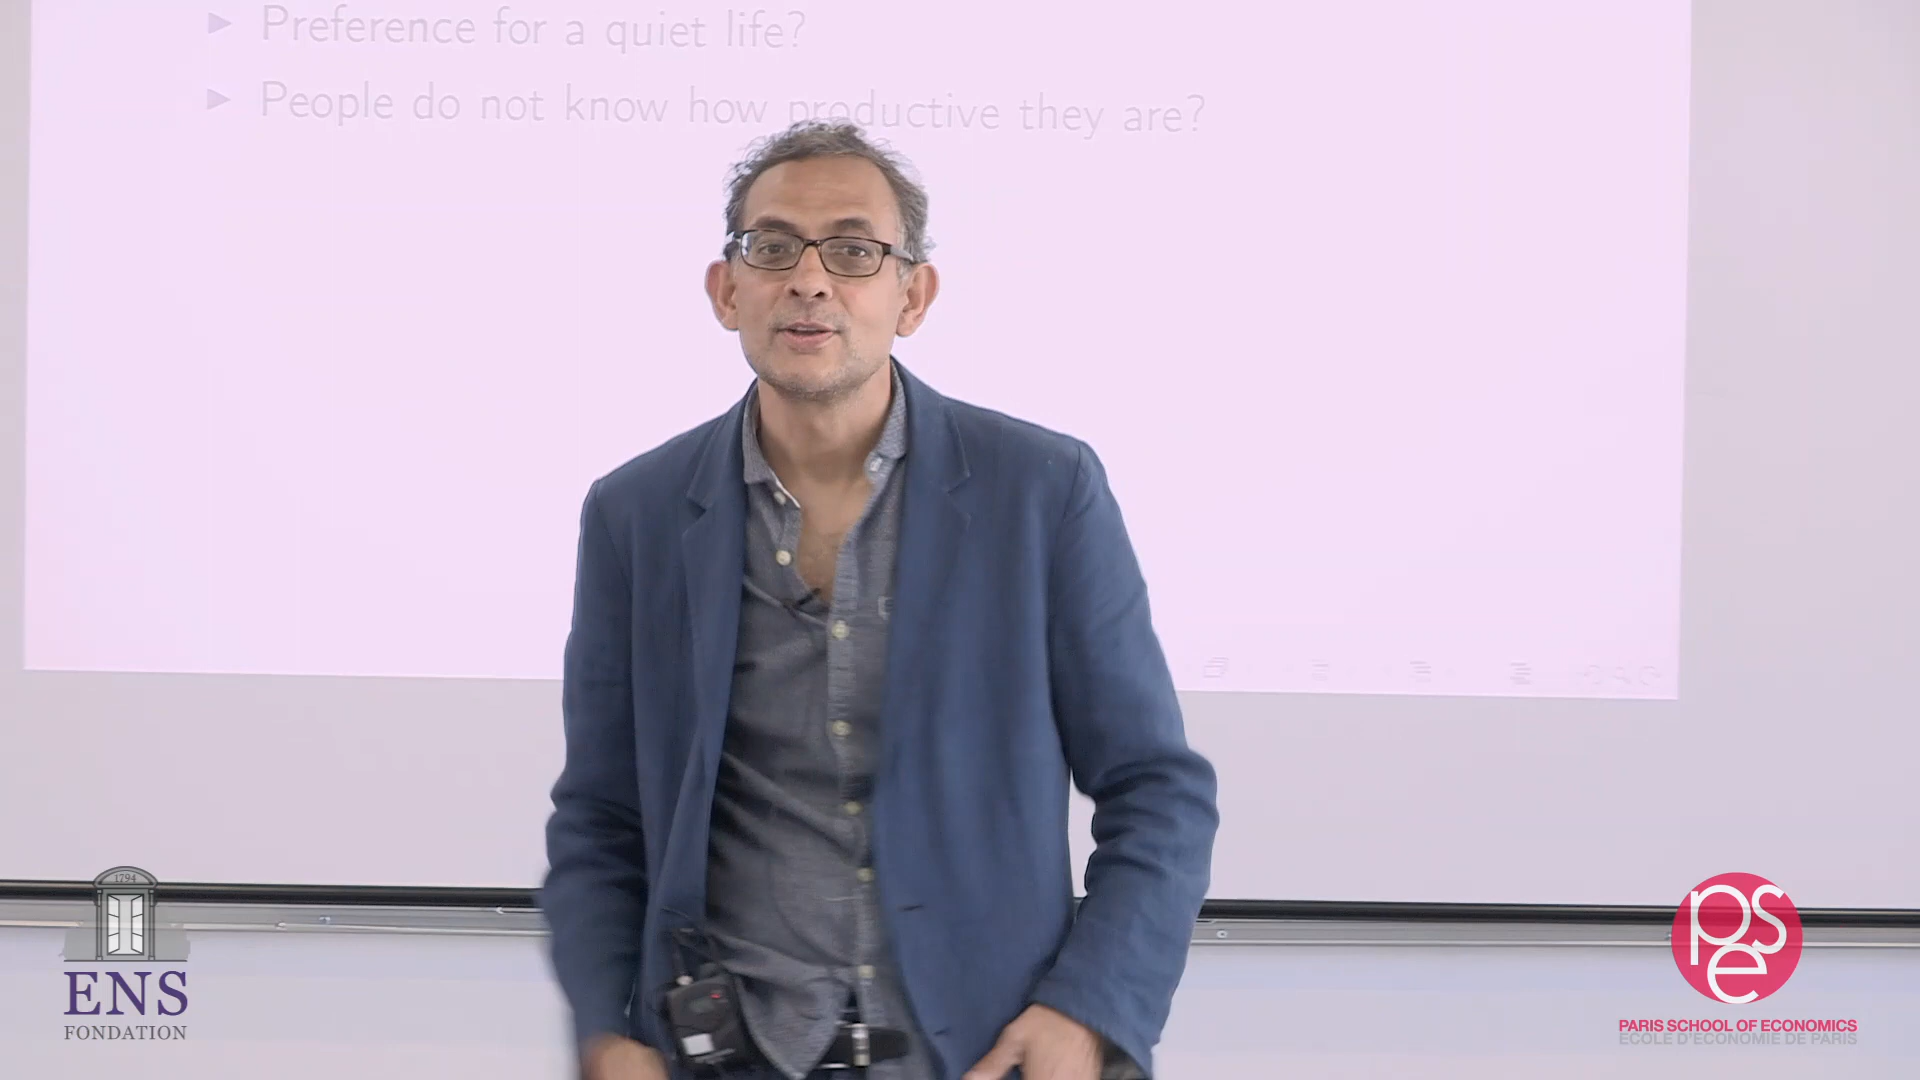 Preference for a quiet life?
People do not know how productive they are?
1794
ENS
FONDATION
pse
PARIS SCHOOL OF ECONOMICS
ECOLE D'ECONOMIE DE PARIS